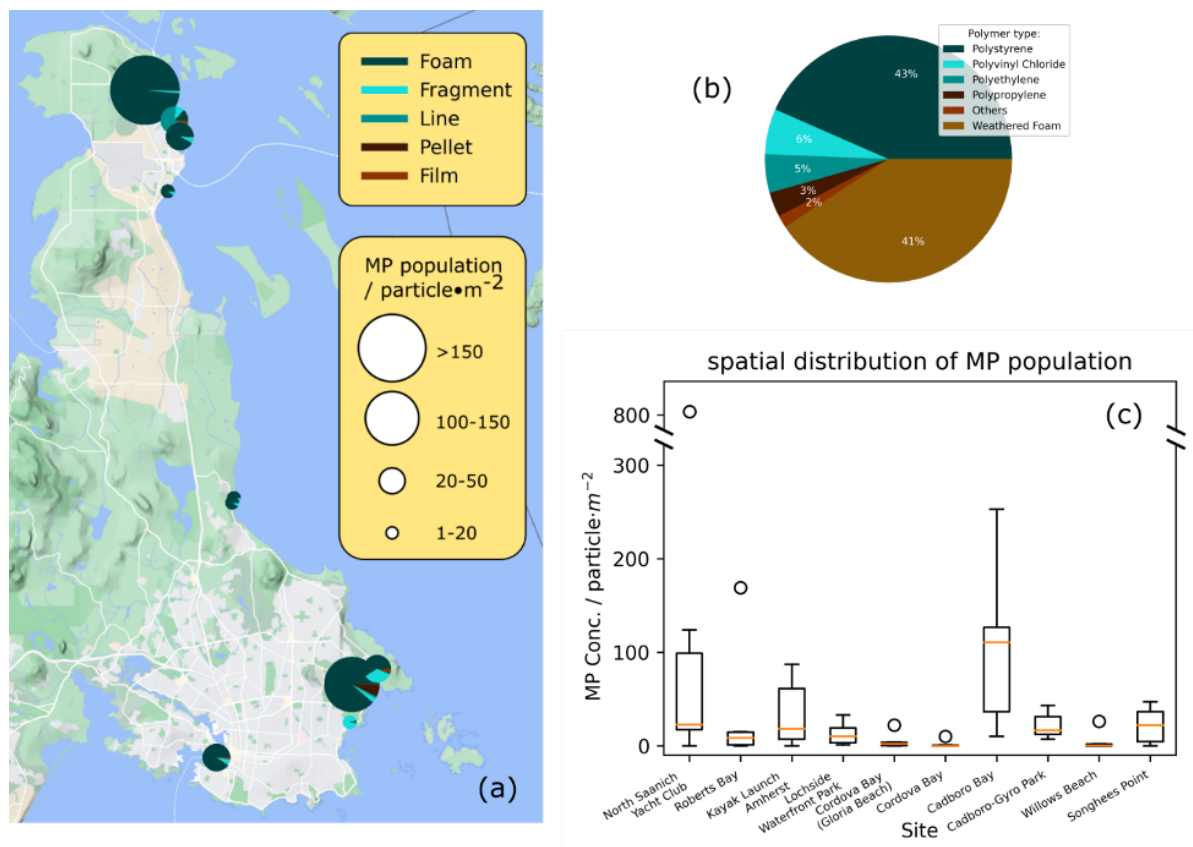 Foam
Fragment
Line
Pellet
Film
MP population
/ particle•m-2
>150
100-150
20-50
1-20
(a)
(b)
Polymer type:
Polystyrene
Polyvinyl Chloride
Polyethylene
Polypropylene
Others
Weathered Foam
43%
6%
5%
3%
2%
41%
spatial distribution of MP population
(c)
800
300
200
100
0
MP Conc. / particle·m−2
North Saanich
Yacht Club
Roberts Bay
Kayak Launch
Amherst
Lochside
Waterfront Park
Cordova Bay
(Gloria Beach)
Cordova Bay
Cadboro Bay
Cadboro-Gyro Park
Willows Beach
Songhees Point
Site